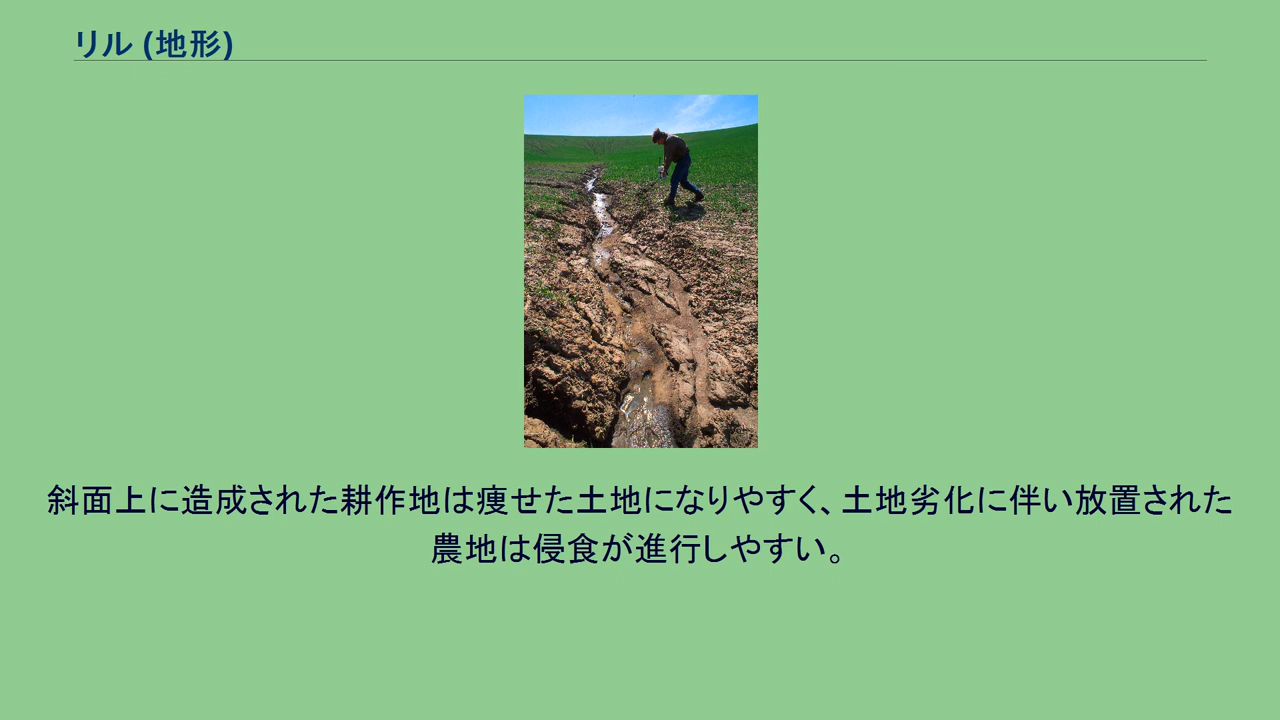 リル (地形)
斜面上に造成された耕作地は痩せた土地になりやすく、土地劣化に伴い放置された
農地は侵食が進行しやすい。